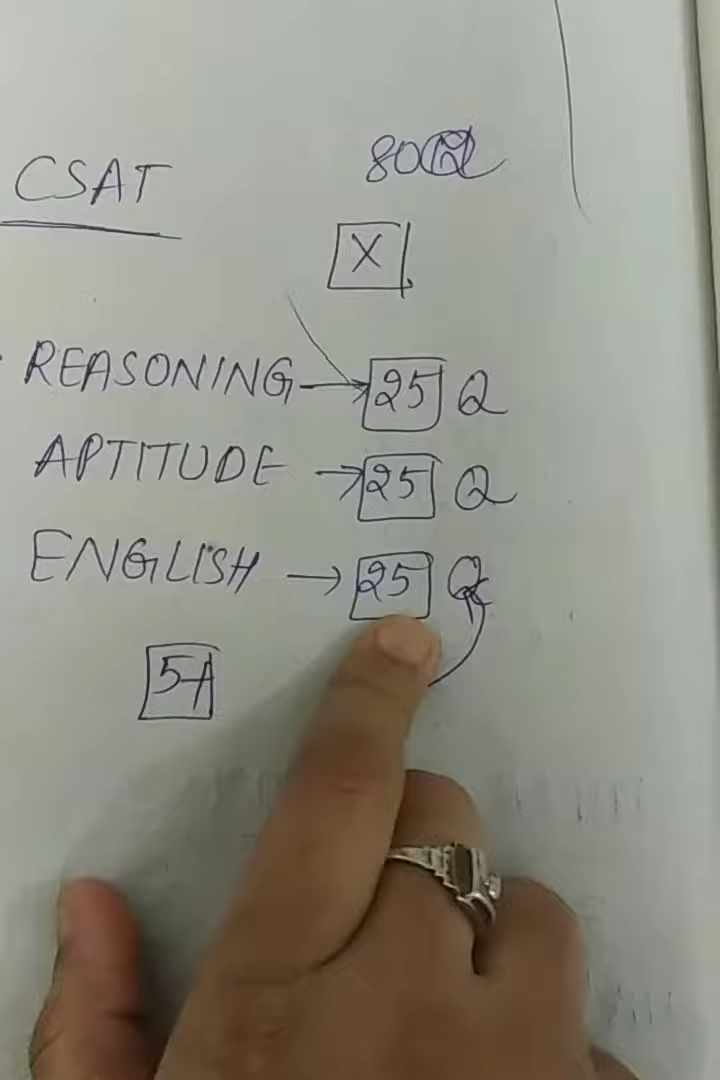 CSAT 80Q
X
REASONING → 25 Q
APTITUDE → 25 Q
ENGLISH → 25 Q
5A